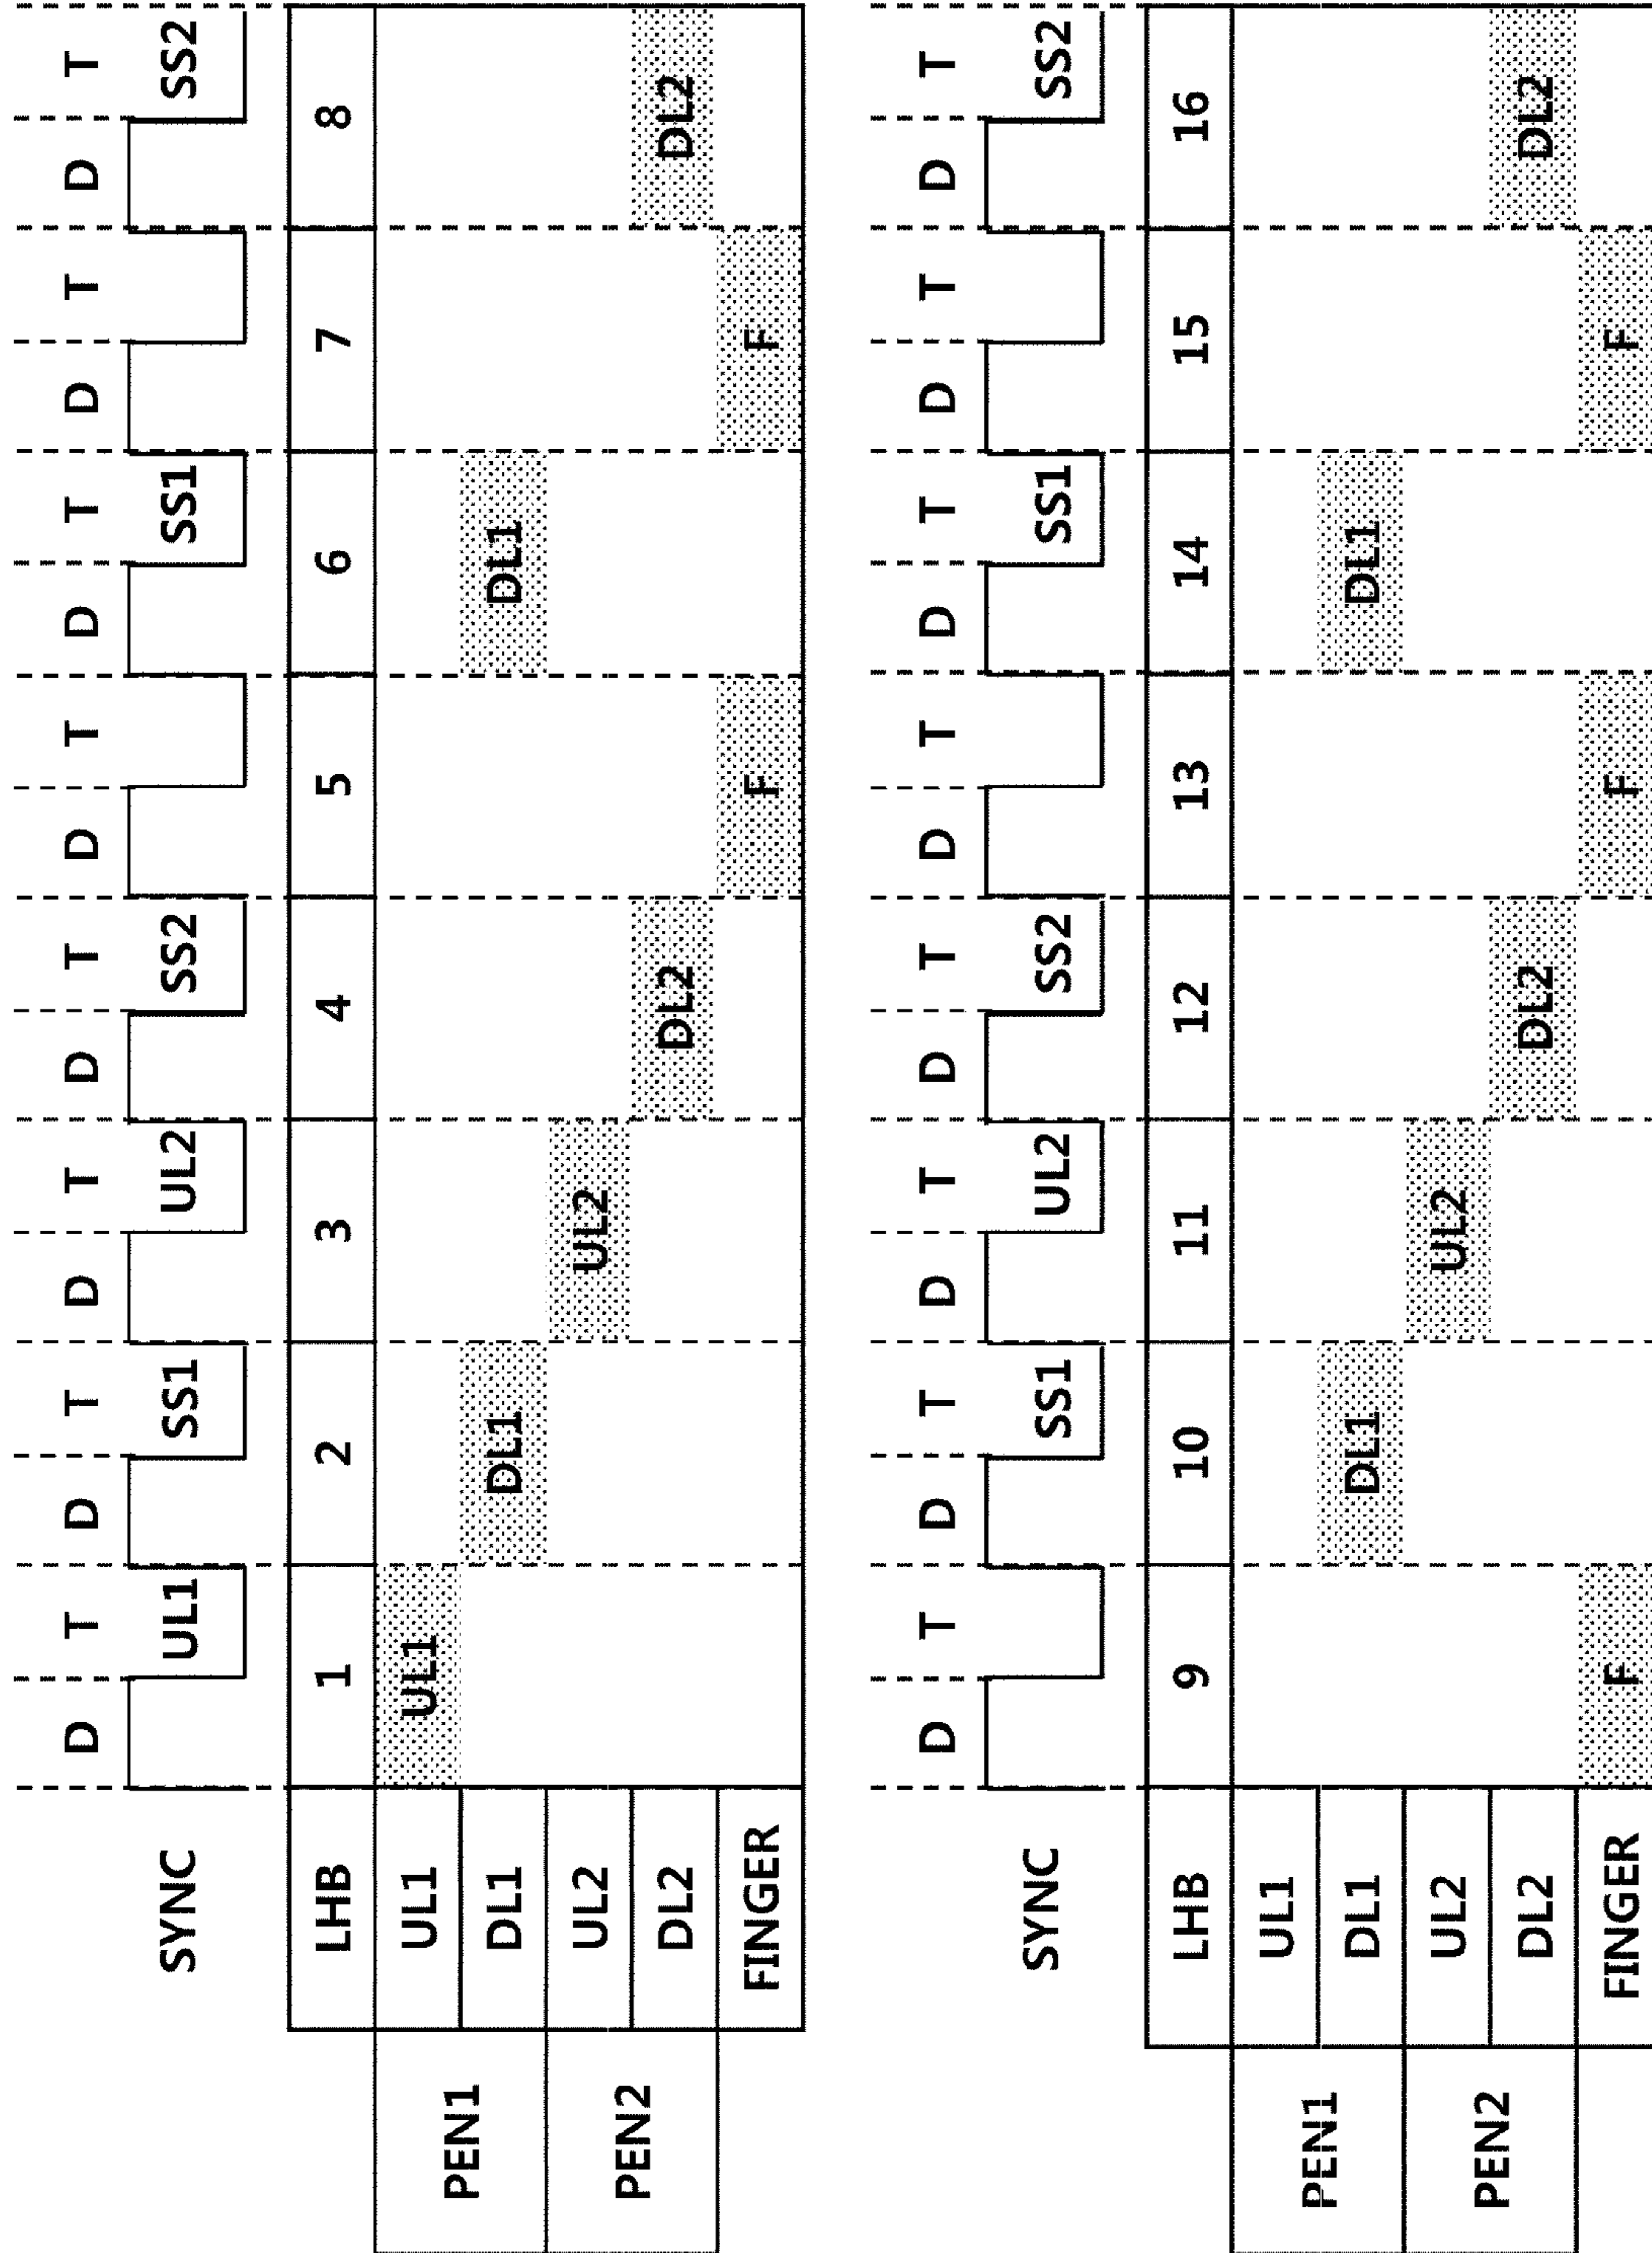 D T D T D T D T D T D T D T D T
SYNC UL1 SS1 UL2 SS2 SS1 SS2
LHB 1 2 3 4 5 6 7 8
PEN1 UL1 UL1
DL1 DL1 DL1
PEN2 UL2 UL2
DL2 DL2 DL2
FINGER F F
D T D T D T D T D T D T D T D T
SYNC SS1 UL2 SS2 SS1 SS2
LHB 9 10 11 12 13 14 15 16
PEN1 UL1
DL1 DL1 DL1
PEN2 UL2 UL2
DL2 DL2 DL2
FINGER F F F